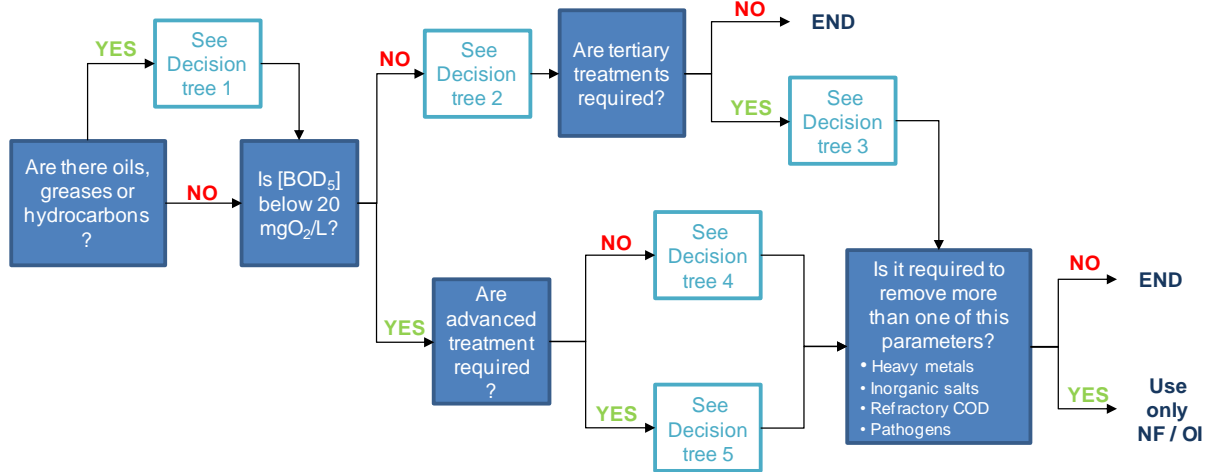 YES
See
Decision
tree 1
Are there oils,
greases or
hydrocarbons
?
NO
Is [BOD₅]
below 20
mgO₂/L?
NO
See
Decision
tree 2
Are tertiary
treatments
required?
NO
END
YES
See
Decision
tree 3
YES
Are
advanced
treatment
required
?
NO
See
Decision
tree 4
YES
See
Decision
tree 5
Is it required to
remove more
than one of this
parameters?
• Heavy metals
• Inorganic salts
• Refractory COD
• Pathogens
NO
END
YES
Use
only
NF / OI